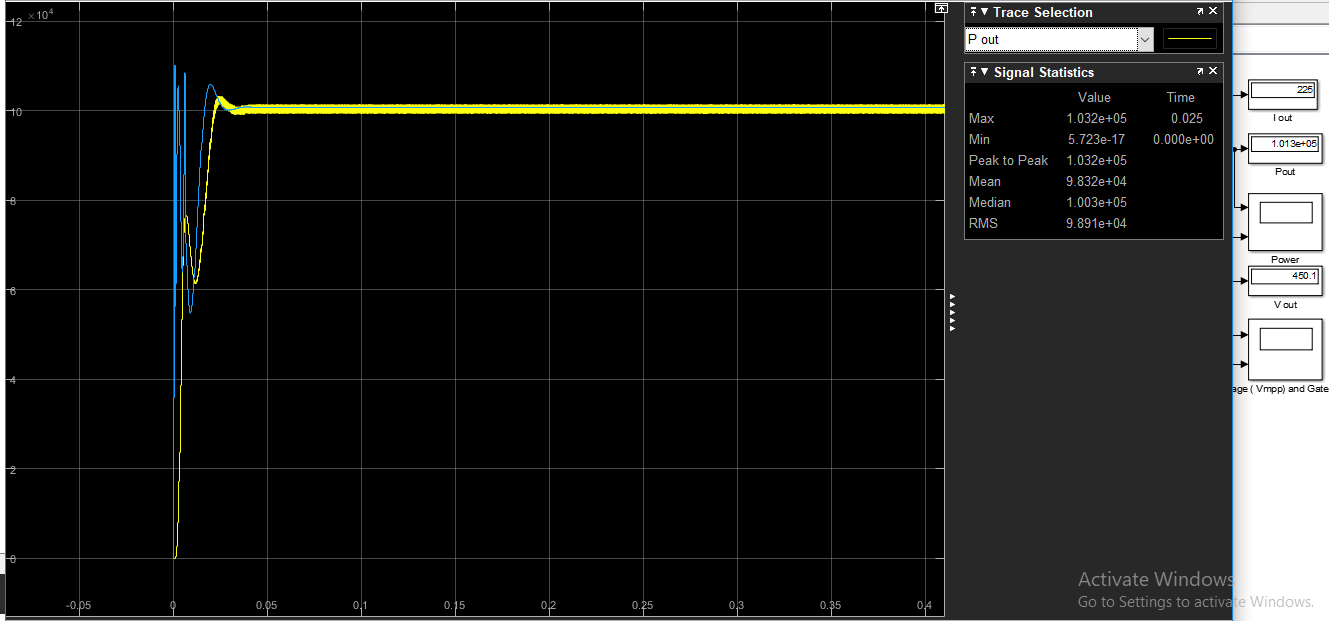 12 ×10⁴
10
8
6
4
2
0
-0.05 0 0.05 0.1 0.15 0.2 0.25 0.3 0.35 0.4
Trace Selection
P out
Signal Statistics
Value Time
Max 1.032e+05 0.025
Min 5.723e-17 0.000e+00
Peak to Peak 1.032e+05
Mean 9.832e+04
Median 1.003e+05
RMS 9.891e+04
225
I out
1.013e+05
Pout
Power
450.1
V out
age ( Vmpp) and Gate
Activate Windows
Go to Settings to activate Windows.